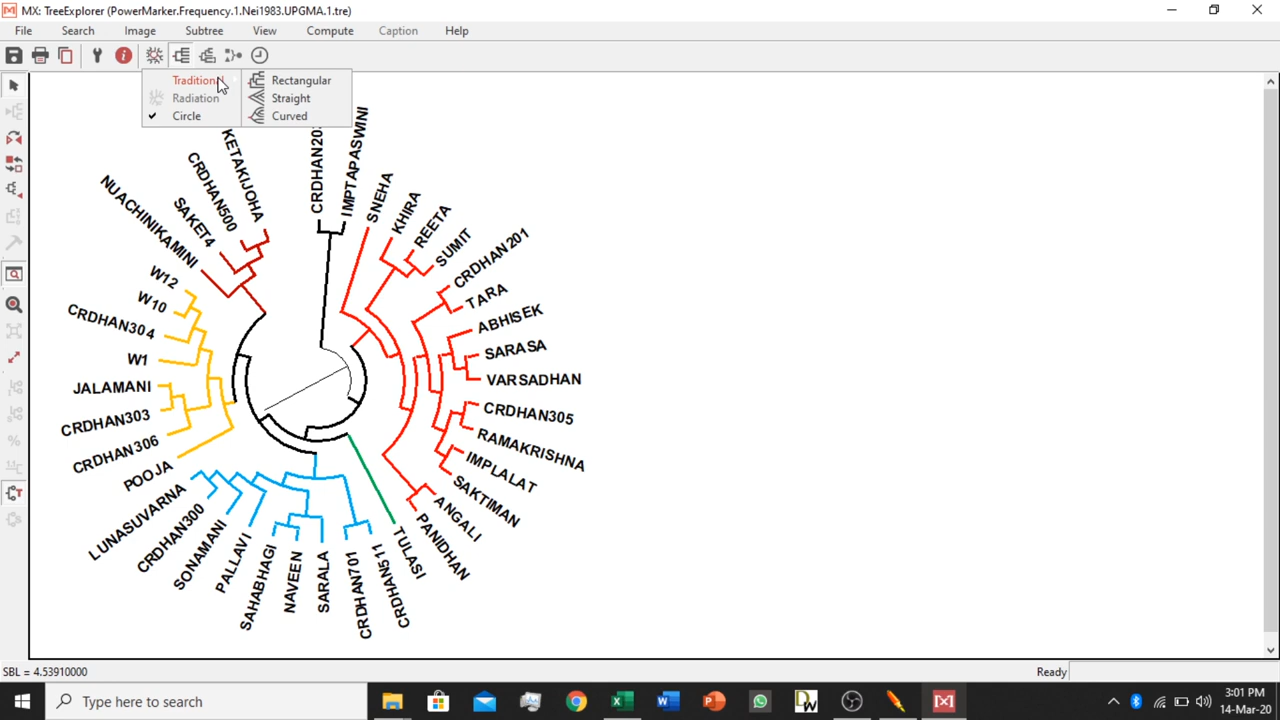 MX: TreeExplorer (PowerMarker.Frequency.1.Nei1983.UPGMA.1.tre)
File Search Image Subtree View Compute Caption Help
Traditional Rectangular
Radiation Straight
Circle Curved
KETAKIJOHA
CRDHAN500
SAKET4
NUACHINIKAMINI
W12
W10
CRDHAN304
W1
JALAMANI
CRDHAN303
CRDHAN306
POOJA
LUNASUVARNA
CRDHAN300
SONAMANI
PALLAVI
SAHABHAGI
NAVEEN
SARALA
CRDHAN701
CRDHAN511
TULASI
PANIDHAN
ANGALI
SAKTIMAN
IMPLALAT
RAMAKRISHNA
CRDHAN305
VARSADHAN
SARASA
ABHISEK
TARA
CRDHAN201
SUMIT
REETA
KHIRA
SNEHA
IMPTAPASWINI
SBL = 4.53910000
Ready
Type here to search
3:01 PM
14-Mar-20